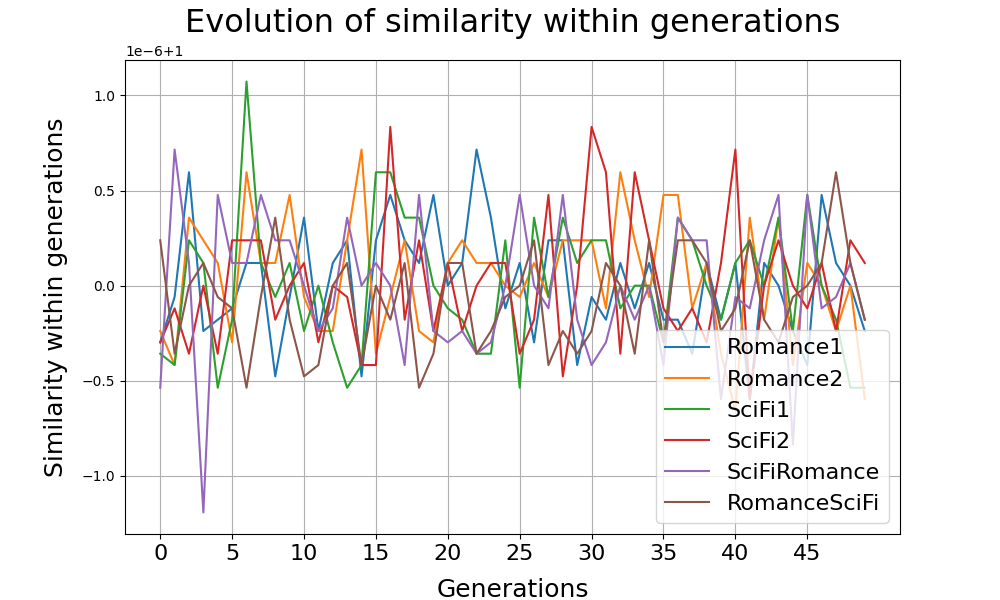 Evolution of similarity within generations
1e−6+1
Similarity within generations
1.0
0.5
0.0
−0.5
−1.0
0 5 10 15 20 25 30 35 40 45
Generations
Romance1
Romance2
SciFi1
SciFi2
SciFiRomance
RomanceSciFi